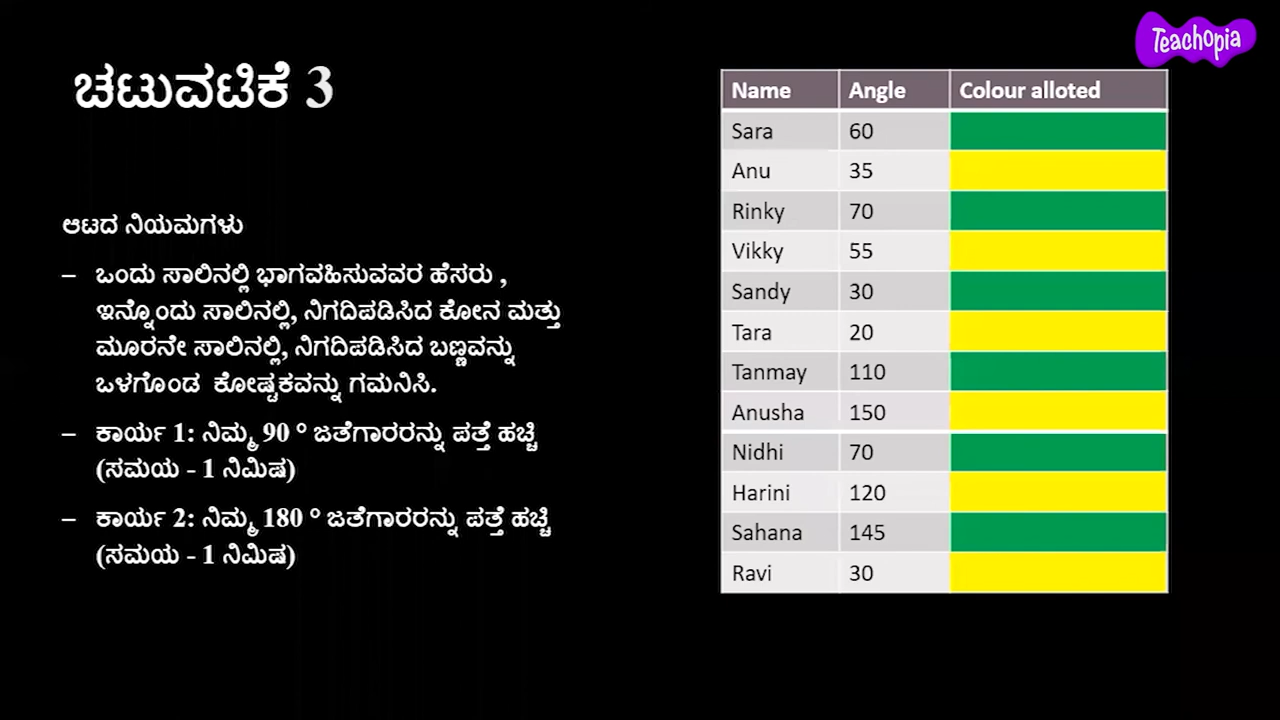 Teachopia
ಚಟುವಟಿಕೆ 3
ಆಟದ ನಿಯಮಗಳು
– ಒಂದು ಸಾಲಿನಲ್ಲಿ ಭಾಗವಹಿಸುವವರ ಹೆಸರು ,
ಇನ್ನೊಂದು ಸಾಲಿನಲ್ಲಿ, ನಿಗದಿಪಡಿಸಿದ ಕೋನ ಮತ್ತು
ಮೂರನೇ ಸಾಲಿನಲ್ಲಿ, ನಿಗದಿಪಡಿಸಿದ ಬಣ್ಣವನ್ನು
ಒಳಗೊಂಡ ಕೋಷ್ಟಕವನ್ನು ಗಮನಿಸಿ.
– ಕಾರ್ಯ 1: ನಿಮ್ಮ 90 ° ಜತೆಗಾರರನ್ನು ಪತ್ತೆ ಹಚ್ಚಿ
(ಸಮಯ - 1 ನಿಮಿಷ)
– ಕಾರ್ಯ 2: ನಿಮ್ಮ 180 ° ಜತೆಗಾರರನ್ನು ಪತ್ತೆ ಹಚ್ಚಿ
(ಸಮಯ - 1 ನಿಮಿಷ)
Name Angle Colour alloted
Sara 60
Anu 35
Rinky 70
Vikky 55
Sandy 30
Tara 20
Tanmay 110
Anusha 150
Nidhi 70
Harini 120
Sahana 145
Ravi 30